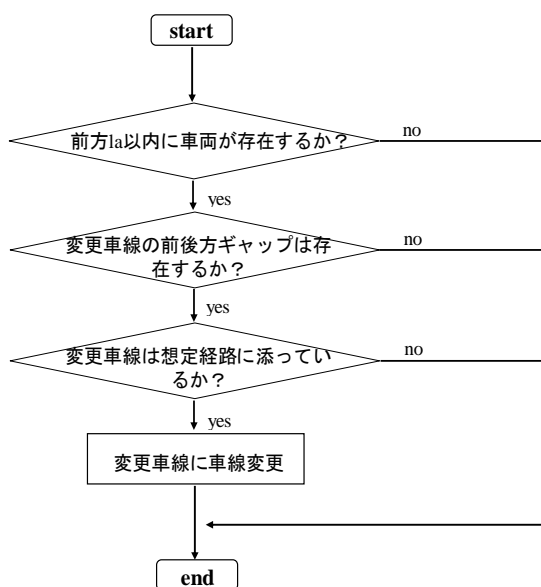 start
前方la以内に車両が存在するか？
no
yes
変更車線の前後方ギャップは存
在するか？
no
yes
変更車線は想定経路に添ってい
るか？
no
yes
変更車線に車線変更
end